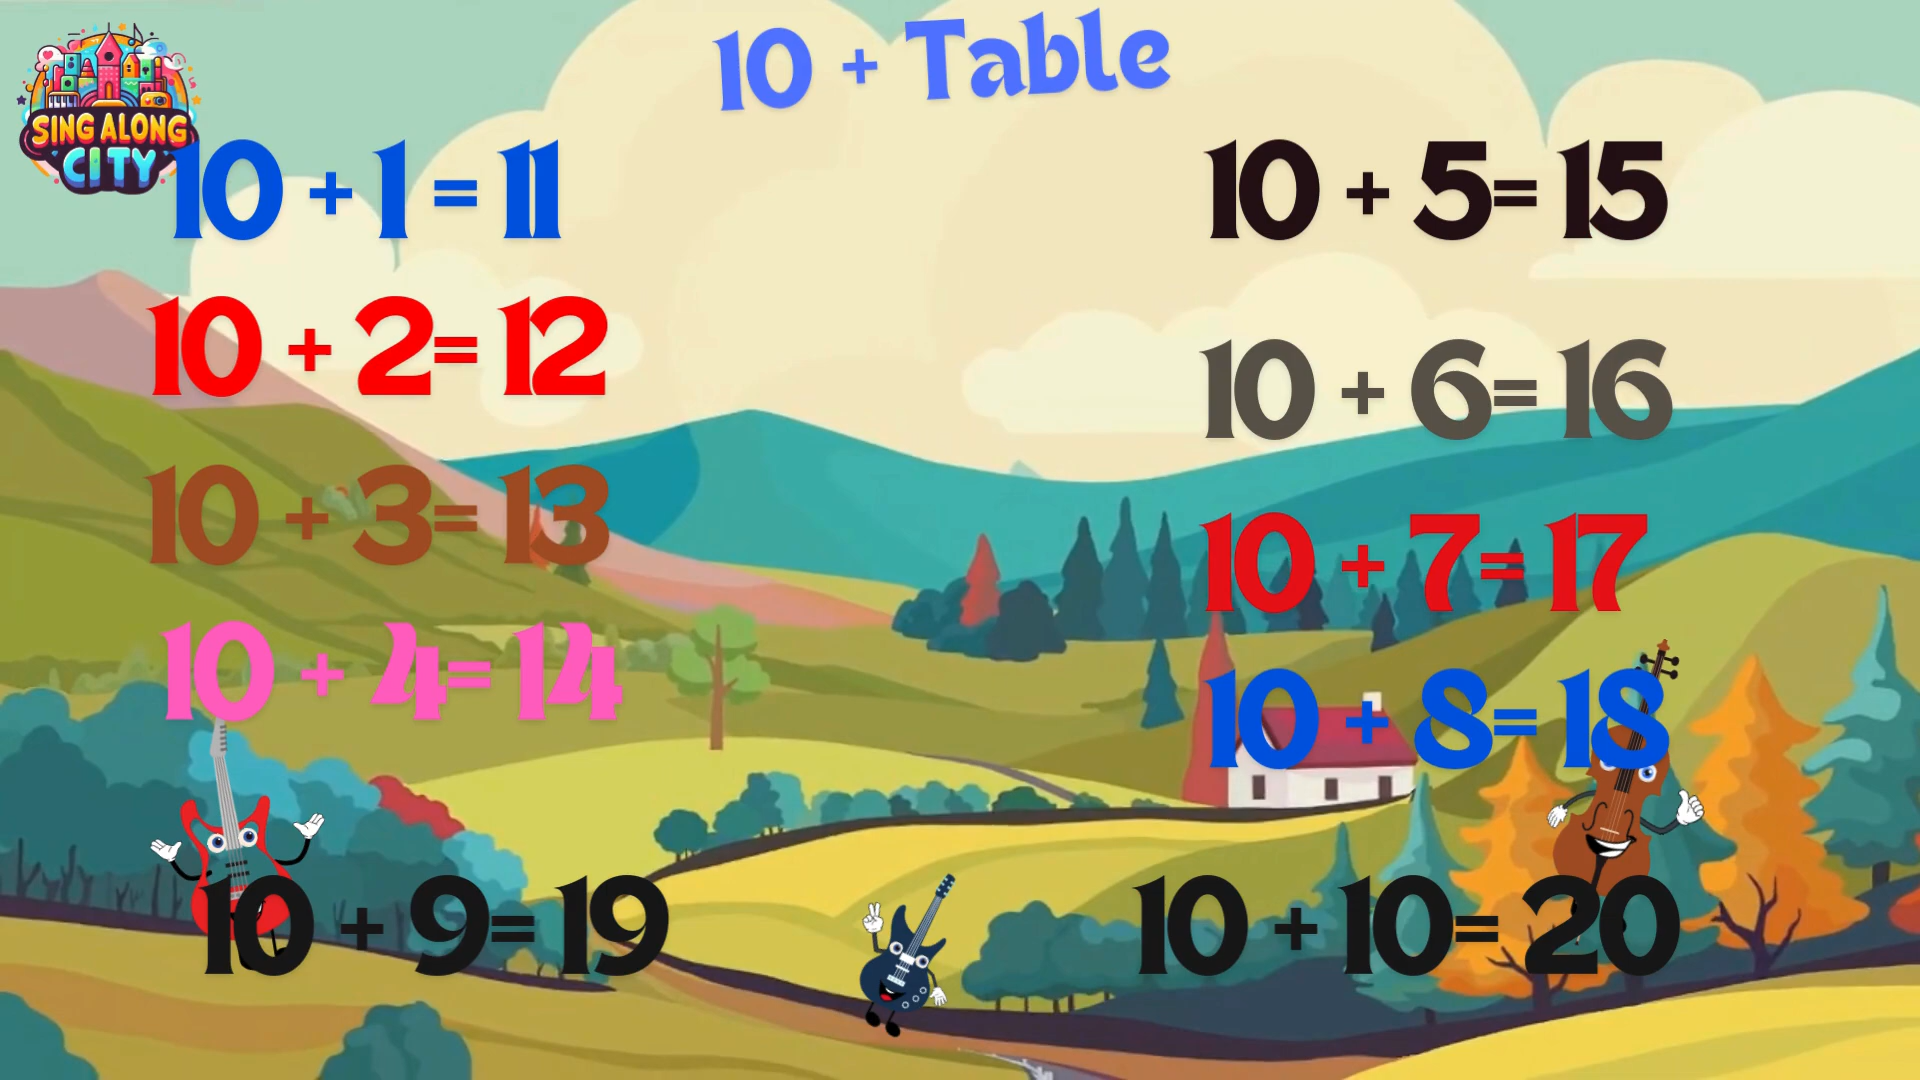 10 + Table
SING ALONG
CITY
10 + 1 = 11
10 + 2= 12
10 + 3= 13
10 + 4= 14
10 + 9= 19
10 + 5= 15
10 + 6= 16
10 + 7= 17
10 + 8= 18
10 + 10= 20